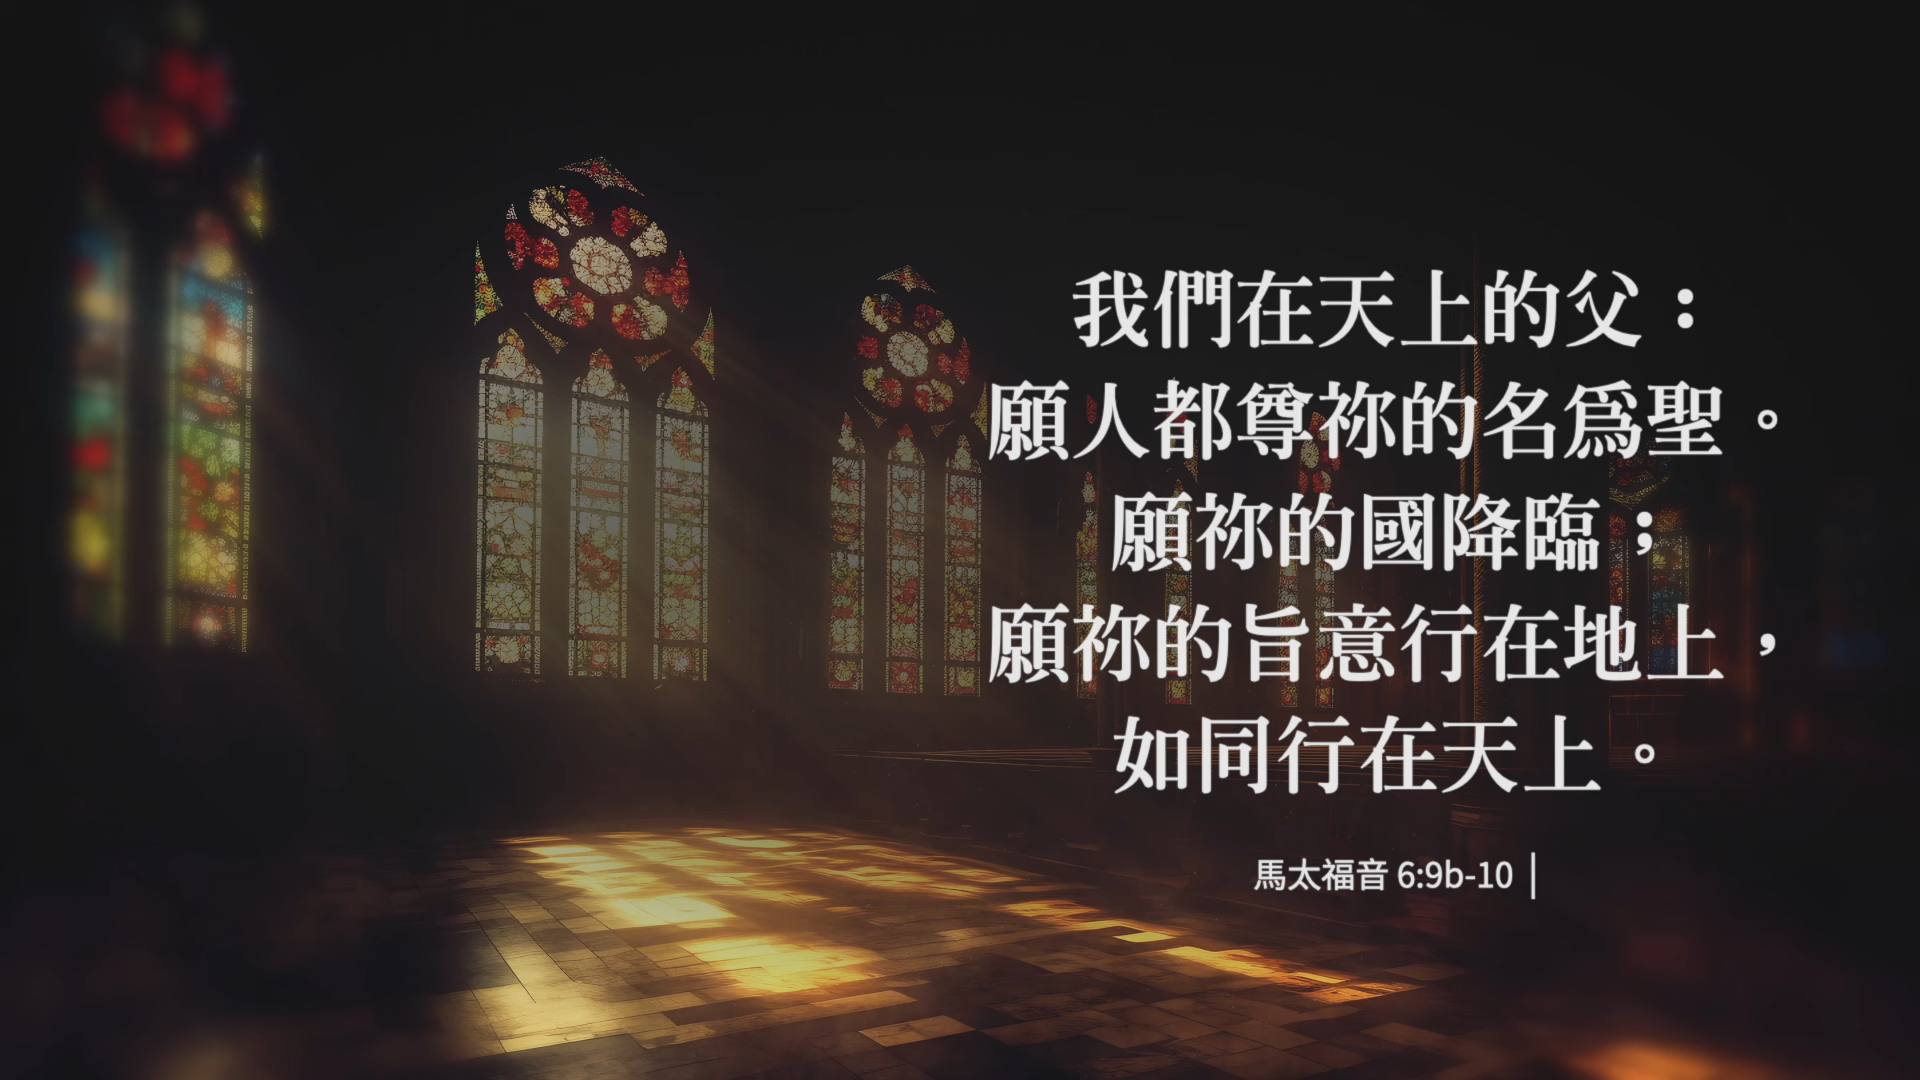 我們在天上的父：
願人都尊祢的名爲聖。
願祢的國降臨；
願祢的旨意行在地上，
如同行在天上。
馬太福音 6:9b-10 |